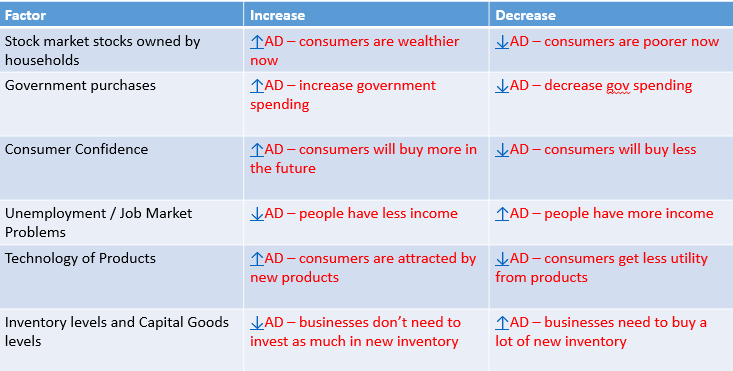 Factor Increase Decrease
Stock market stocks owned by
households
↑AD – consumers are wealthier
now
↓AD – consumers are poorer now
Government purchases
↑AD – increase government
spending
↓AD – decrease gov spending
Consumer Confidence
↑AD – consumers will buy more in
the future
↓AD – consumers will buy less
Unemployment / Job Market
Problems
↓AD – people have less income
↑AD – people have more income
Technology of Products
↑AD – consumers are attracted by
new products
↓AD – consumers get less utility
from products
Inventory levels and Capital Goods
levels
↓AD – businesses don’t need to
invest as much in new inventory
↑AD – businesses need to buy a
lot of new inventory